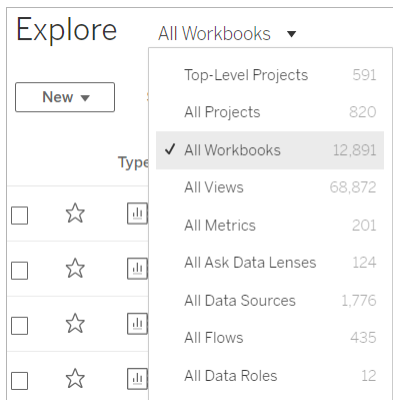 Explore All Workbooks
Top-Level Projects 591
New
All Projects 820
All Workbooks 12,891
Type
All Views 68,872
All Metrics 201
All Ask Data Lenses 124
All Data Sources 1,776
All Flows 435
All Data Roles 12